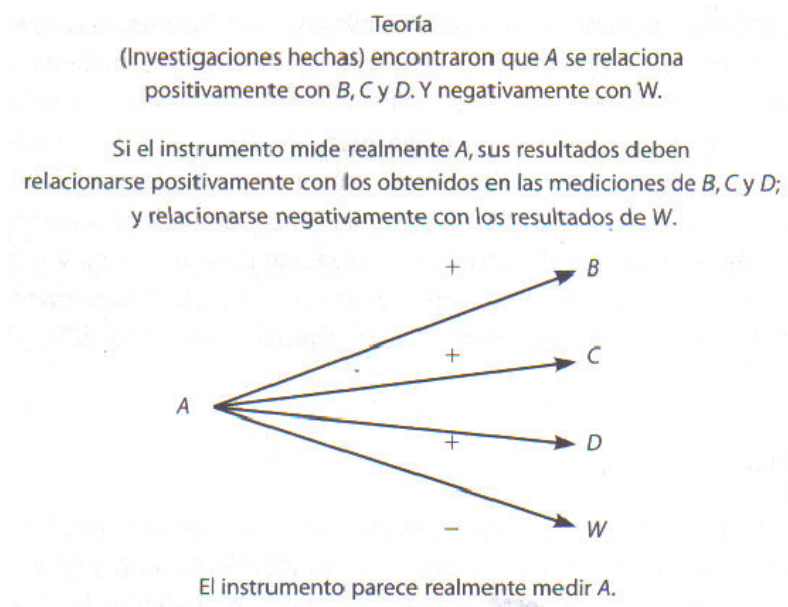 Teoría
(Investigaciones hechas) encontraron que A se relaciona
positivamente con B, C y D. Y negativamente con W.
Si el instrumento mide realmente A, sus resultados deben
relacionarse positivamente con los obtenidos en las mediciones de B, C y D;
y relacionarse negativamente con los resultados de W.
+ B
+ C
A
+ D
− W
El instrumento parece realmente medir A.